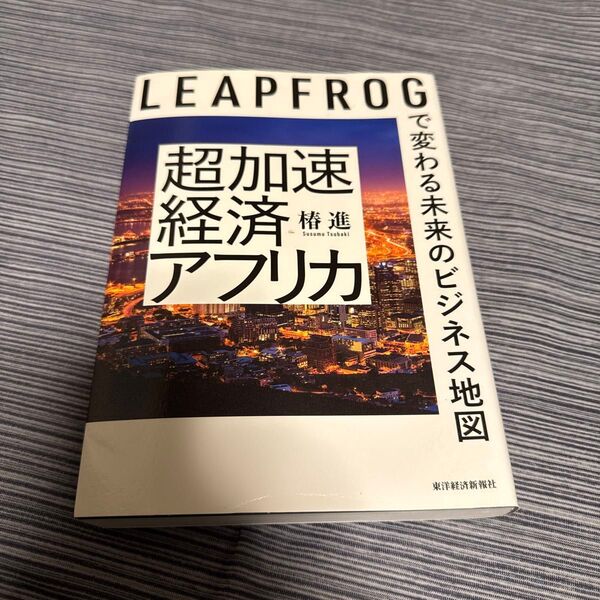 LEAPFROG
で変わる未来のビジネス地図
超加速
経済
アフリカ
椿進
Susumu Tsubaki
東洋経済新報社